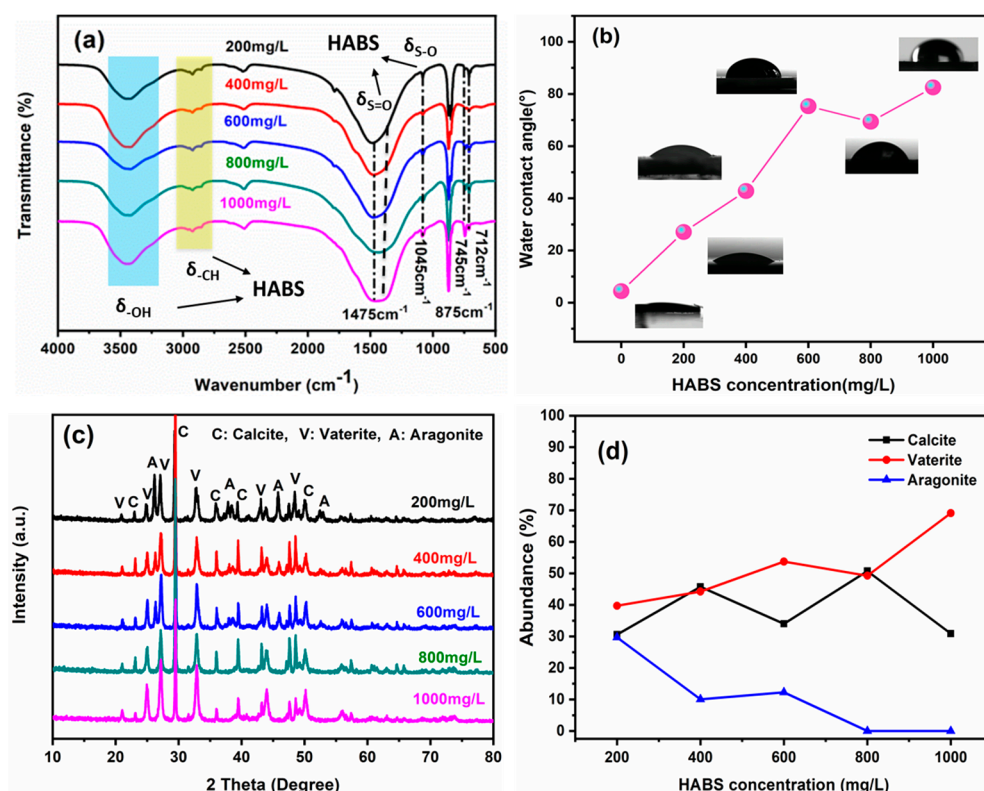 (a)
200mg/L
400mg/L
600mg/L
800mg/L
1000mg/L
HABS
δS-O
δS=O
δ-CH
δ-OH
HABS
1475cm-1
1045cm-1
875cm-1
745cm-1
712cm-1
Transmittance (%)
4000 3500 3000 2500 2000 1500 1000 500
Wavenumber (cm-1)
(b)
Water contact angle(°)
100
80
60
40
20
0
0 200 400 600 800 1000
HABS concentration(mg/L)
(c)
C: Calcite, V: Vaterite, A: Aragonite
V C V A V C V C A C V A V C A
200mg/L
400mg/L
600mg/L
800mg/L
1000mg/L
Intensity (a.u.)
10 20 30 40 50 60 70 80
2 Theta (Degree)
(d)
Calcite
Vaterite
Aragonite
Abundance (%)
100
90
80
70
60
50
40
30
20
10
0
200 400 600 800 1000
HABS concentration (mg/L)